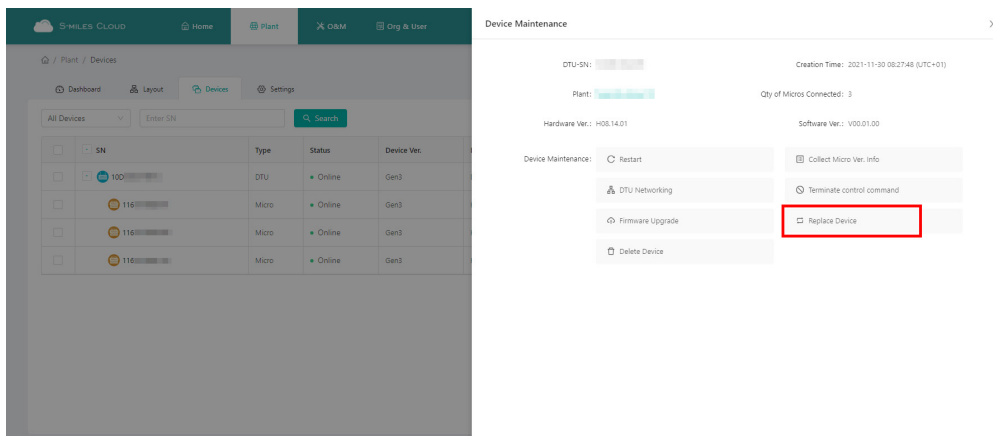 S-MILES CLOUD
Home
Plant
O&M
Org & User
/ Plant / Devices
Dashboard
Layout
Devices
Settings
All Devices
Enter SN
Search
SN
Type
Status
Device Ver.
10D
DTU
Online
Gen3
116
Micro
Online
Gen3
116
Micro
Online
Gen3
116
Micro
Online
Gen3
Device Maintenance
DTU-SN:
Creation Time: 2021-11-30 08:27:48 (UTC+01)
Plant:
Qty of Micros Connected: 3
Hardware Ver.: H08.14.01
Software Ver.: V00.01.00
Device Maintenance:
Restart
Collect Micro Ver. Info
DTU Networking
Terminate control command
Firmware Upgrade
Replace Device
Delete Device